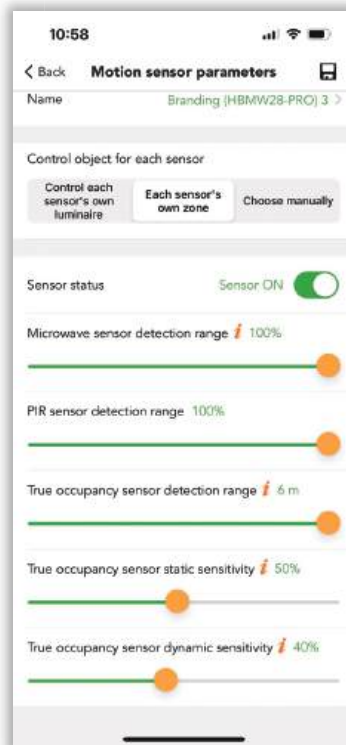 10:58
< Back Motion sensor parameters
Name Branding (HBMW28-PRO) 3 >
Control object for each sensor
Control each
sensor's own
luminaire
Each sensor's
own zone
Choose manually
Sensor status Sensor ON
Microwave sensor detection range i 100%
PIR sensor detection range 100%
True occupancy sensor detection range i 6 m
True occupancy sensor static sensitivity i 50%
True occupancy sensor dynamic sensitivity i 40%